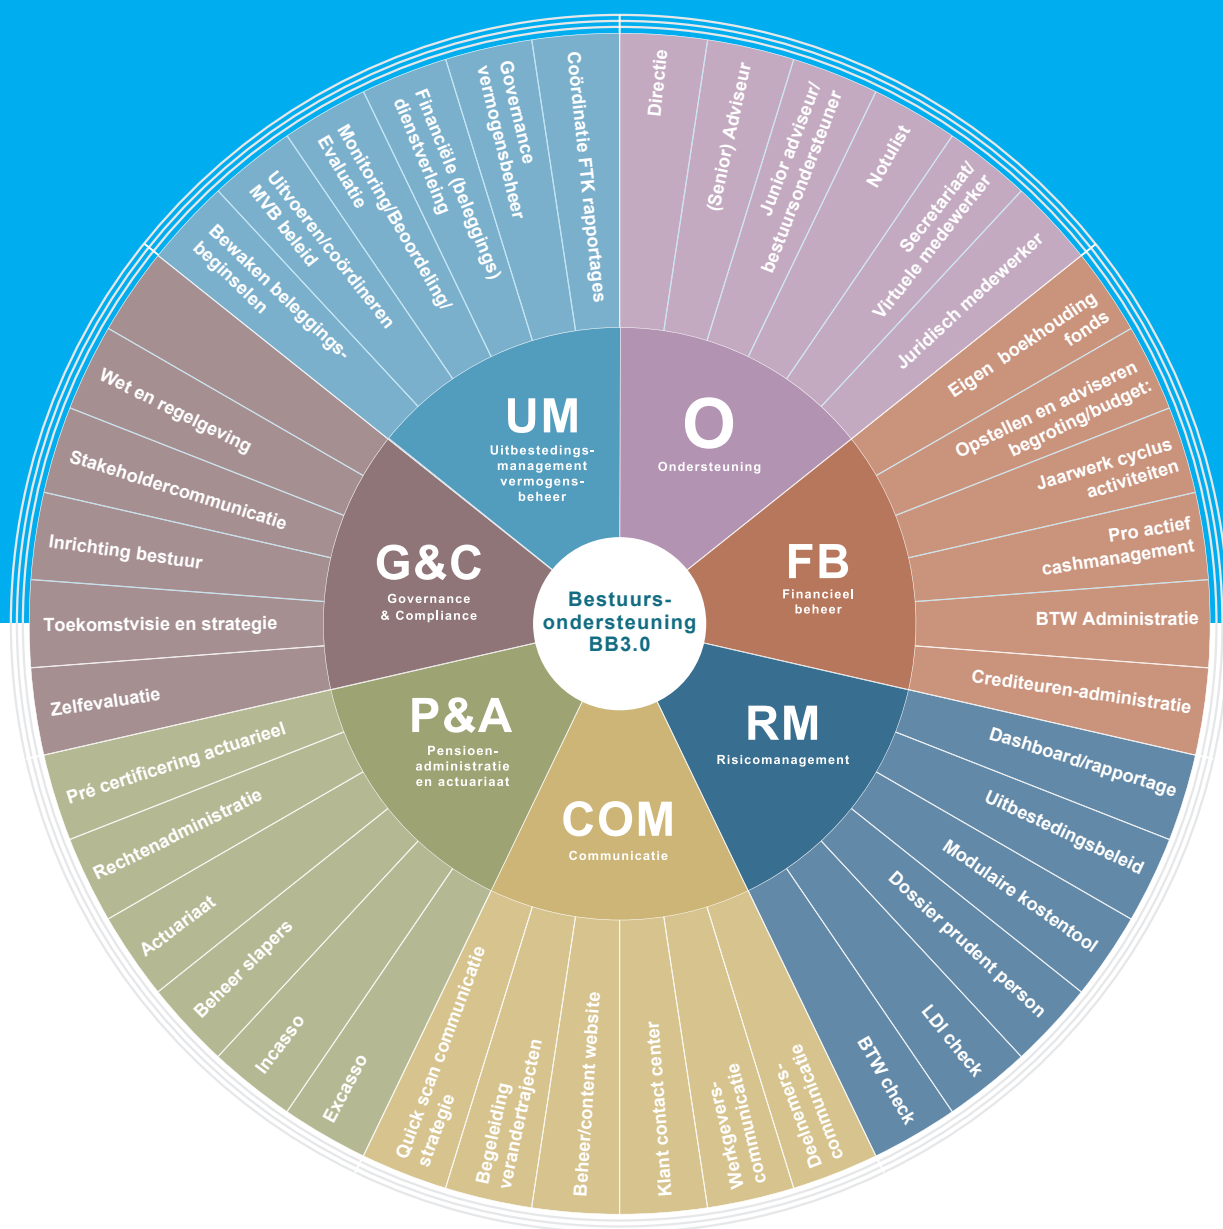 Bestuurs-
ondersteuning
BB3.0
O
Ondersteuning
Directie
(Senior) Adviseur
Junior adviseur/
bestuursondersteuner
Notulist
Secretariaat/
Virtuele medewerker
Juridisch medewerker
FB
Financieel
beheer
Eigen boekhouding
fonds
Opstellen en adviseren
begroting/budget:
Jaarwerk cyclus
activiteiten
Pro actief
cashmanagement
BTW Administratie
Crediteuren-administratie
RM
Risicomanagement
Dashboard/rapportage
Uitbestedingsbeleid
Modulaire kostentool
Dossier prudent person
LDI check
BTW check
COM
Communicatie
Deelnemers-
communicatie
Werkgevers-
communicatie
Klant contact center
Beheer/content website
Begeleiding
verandertrajecten
Quick scan communicatie
strategie
P&A
Pensioen-
administratie
en actuariaat
Excasso
Incasso
Beheer slapers
Actuariaat
Rechtenadministratie
Pré certificering actuarieel
G&C
Governance
& Compliance
Zelfevaluatie
Toekomstvisie en strategie
Inrichting bestuur
Stakeholdercommunicatie
Wet en regelgeving
UM
Uitbestedings-
management
vermogens-
beheer
Bewaken beleggings-
beginselen
Uitvoeren/coördineren
MVB beleid
Monitoring/Beoordeling/
Evaluatie
Financiële (beleggings)
dienstverleing
Governance
vermogensbeheer
Coördinatie FTK rapportages